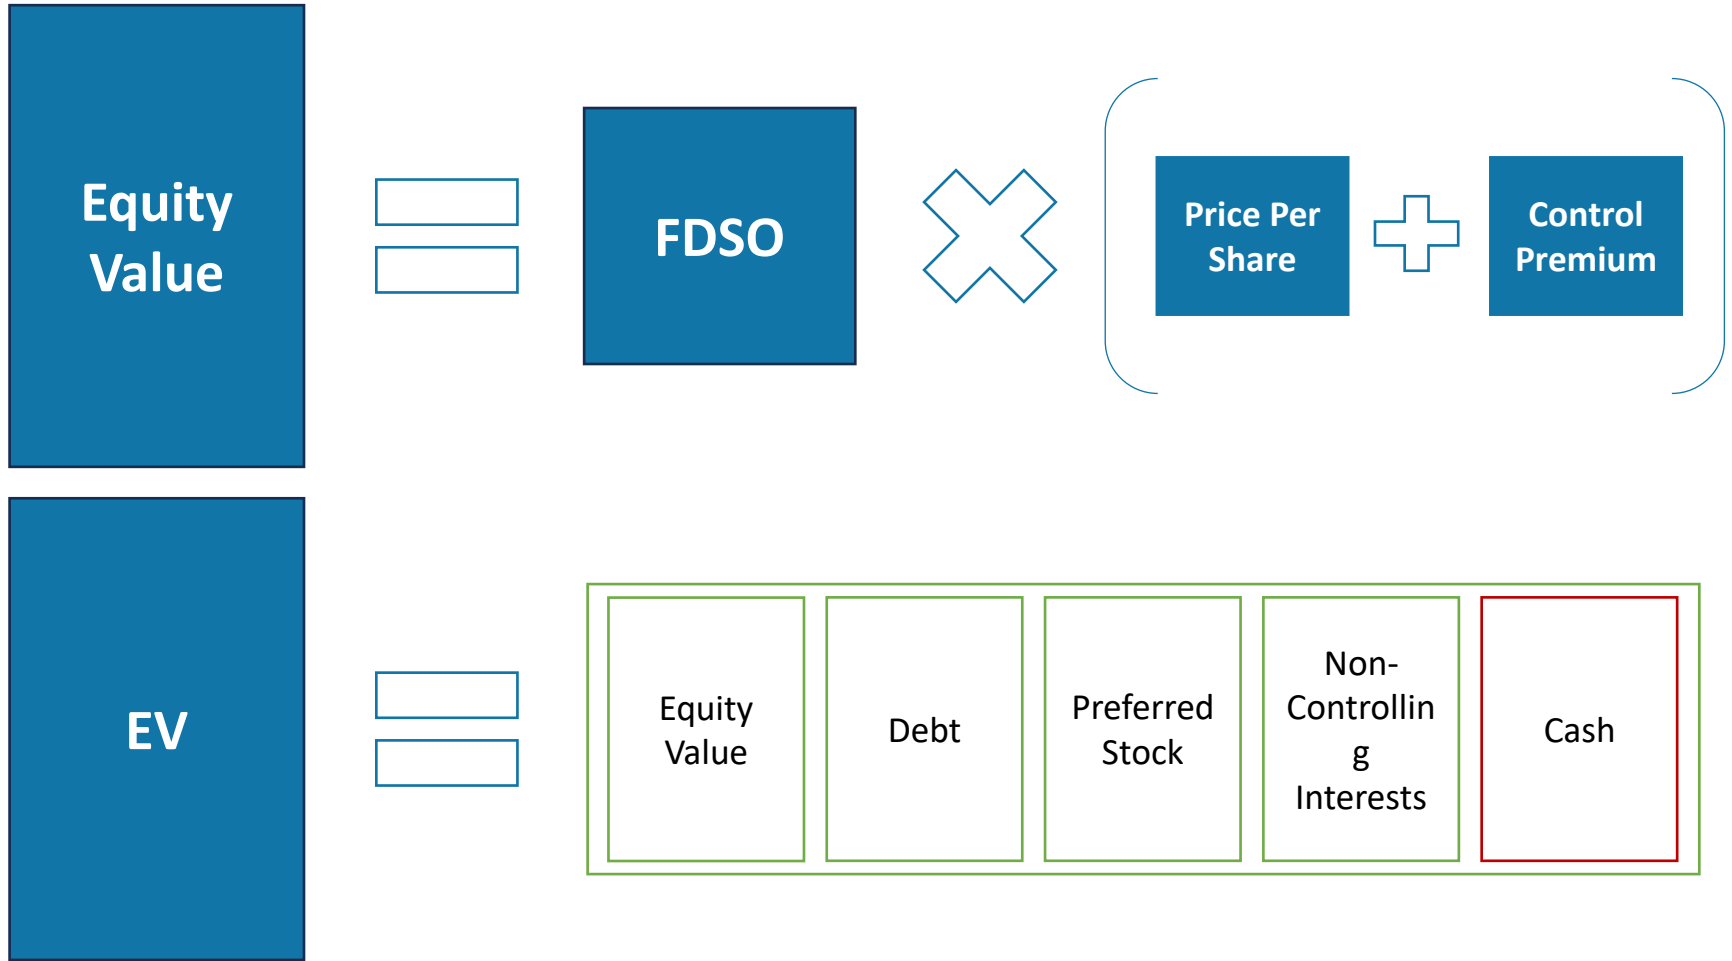 Equity
Value
FDSO
Price Per
Share
Control
Premium
EV
Equity
Value
Debt
Preferred
Stock
Non-
Controllin
g
Interests
Cash